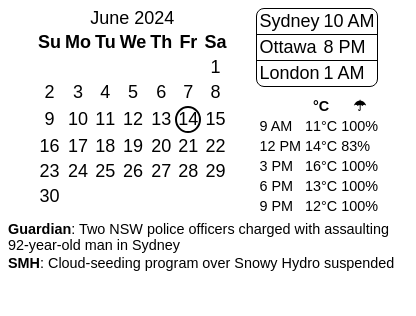 June 2024
Su Mo Tu We Th Fr Sa
1
2 3 4 5 6 7 8
9 10 11 12 13 14 15
16 17 18 19 20 21 22
23 24 25 26 27 28 29
30
Sydney 10 AM
Ottawa 8 PM
London 1 AM
°C ☂
9 AM 11°C 100%
12 PM 14°C 83%
3 PM 16°C 100%
6 PM 13°C 100%
9 PM 12°C 100%
Guardian: Two NSW police officers charged with assaulting
92-year-old man in Sydney
SMH: Cloud-seeding program over Snowy Hydro suspended